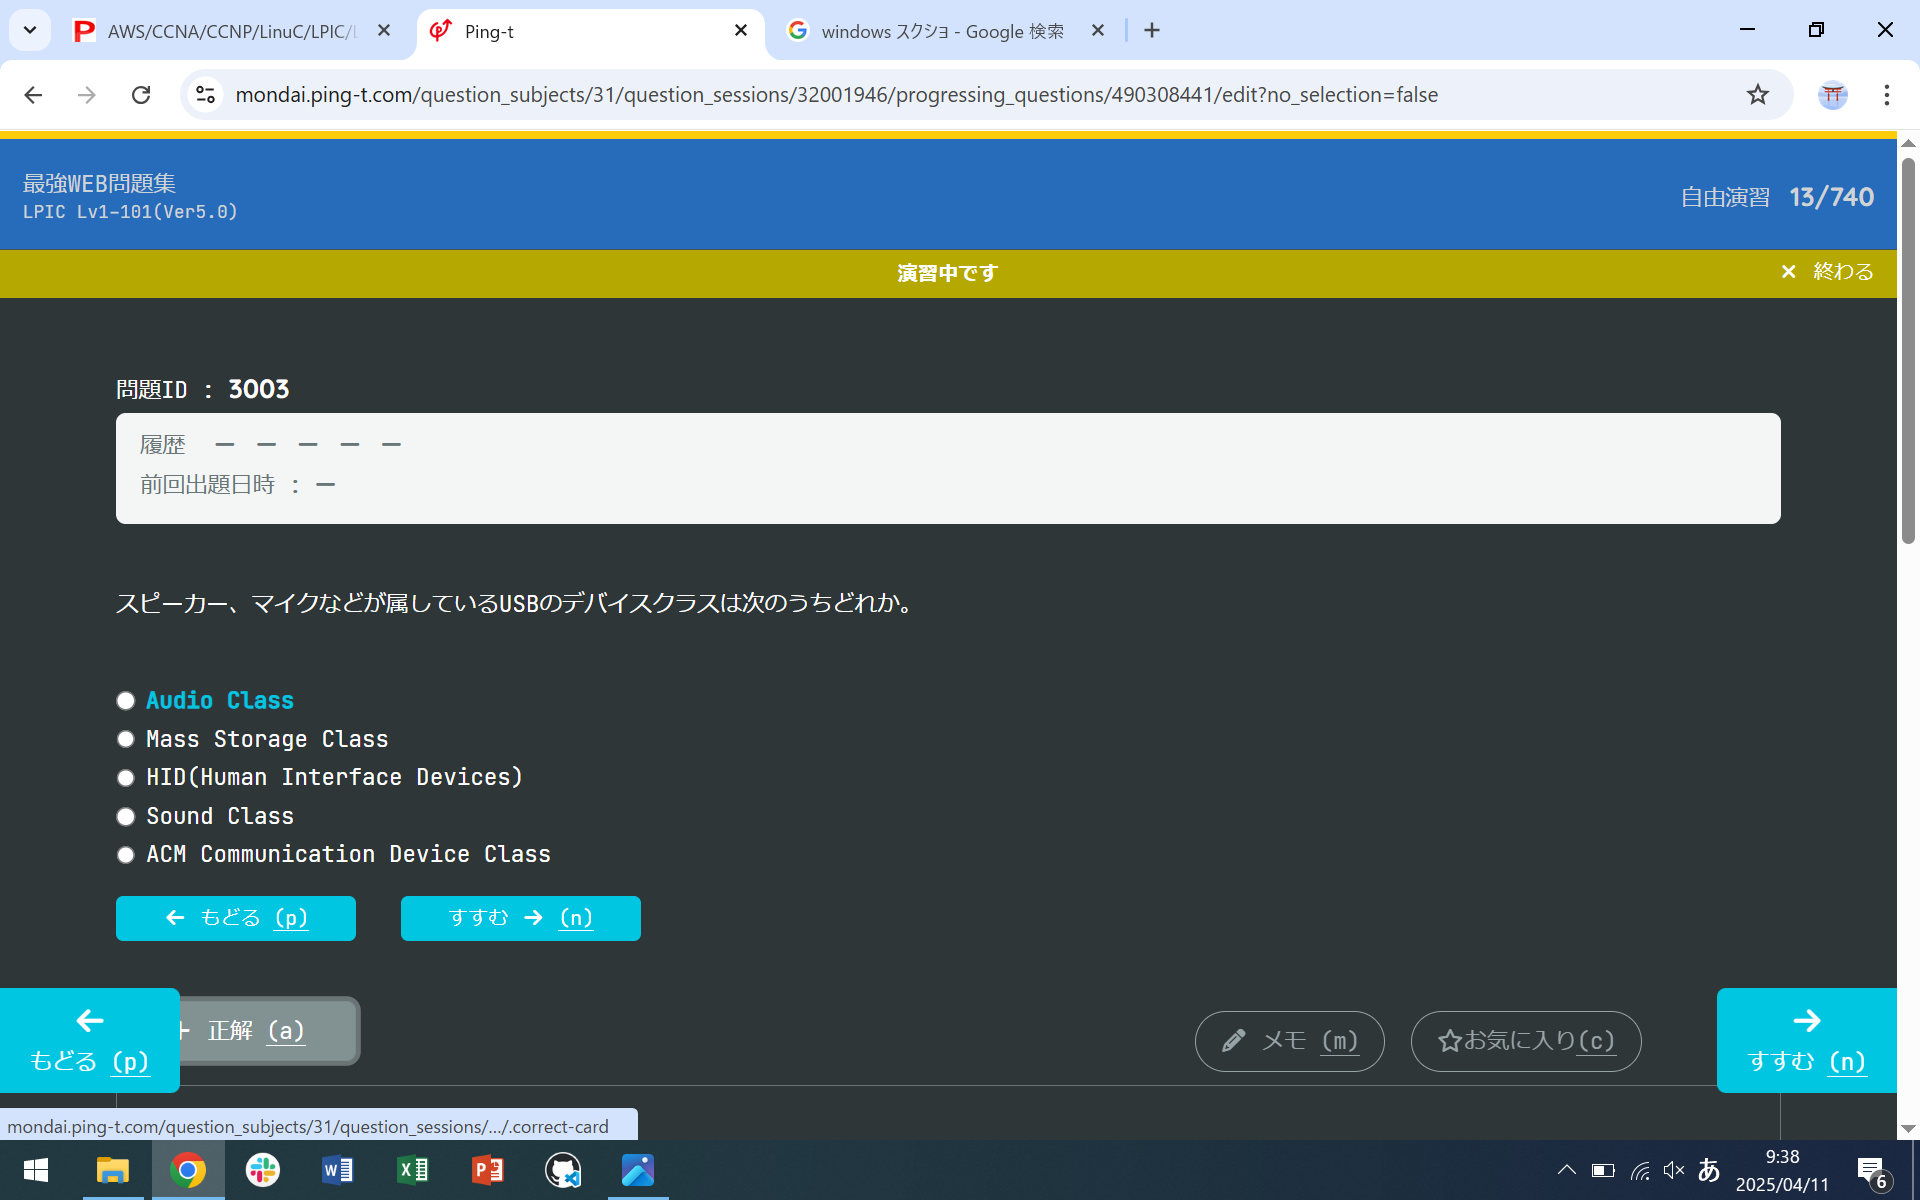 AWS/CCNA/CCNP/LinuC/LPIC/
Ping-t
windows スクショ - Google 検索
mondai.ping-t.com/question_subjects/31/question_sessions/32001946/progressing_questions/490308441/edit?no_selection=false
最強WEB問題集
LPIC Lv1-101(Ver5.0)
自由演習 13/740
演習中です
× 終わる
問題ID : 3003
履歴 ー ー ー ー ー
前回出題日時 : ー
スピーカー、マイクなどが属しているUSBのデバイスクラスは次のうちどれか。
Audio Class
Mass Storage Class
HID(Human Interface Devices)
Sound Class
ACM Communication Device Class
← もどる (p)
すすむ → (n)
←
もどる (p)
正解 (a)
メモ (m)
☆お気に入り(c)
→
すすむ (n)
mondai.ping-t.com/question_subjects/31/question_sessions/.../.correct-card
あ
9:38
2025/04/11
6